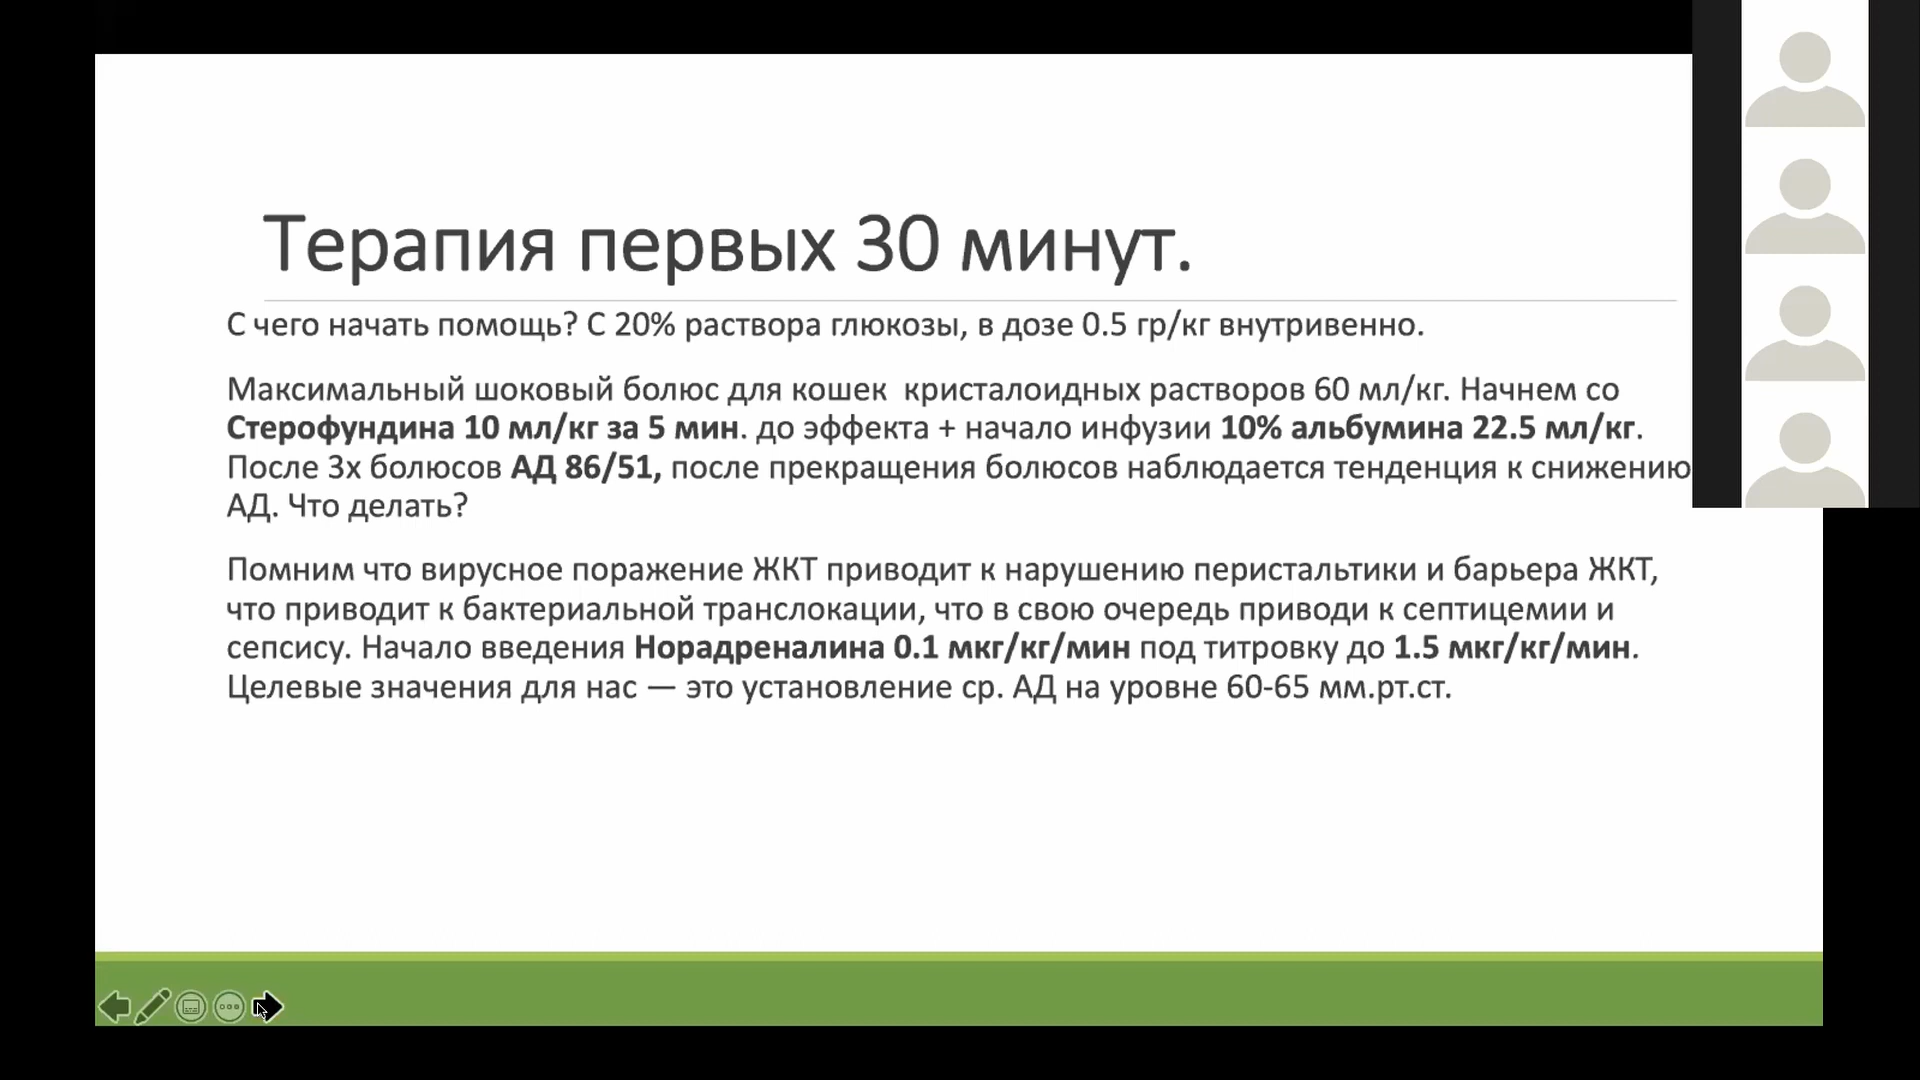 Терапия первых 30 минут.
С чего начать помощь? С 20% раствора глюкозы, в дозе 0.5 гр/кг внутривенно.
Максимальный шоковый болюс для кошек  кристалоидных растворов 60 мл/кг. Начнем со
Стерофундина 10 мл/кг за 5 мин. до эффекта + начало инфузии 10% альбумина 22.5 мл/кг.
После 3х болюсов АД 86/51, после прекращения болюсов наблюдается тенденция к снижению
АД. Что делать?
Помним что вирусное поражение ЖКТ приводит к нарушению перистальтики и барьера ЖКТ,
что приводит к бактериальной транслокации, что в свою очередь приводи к септицемии и
сепсису. Начало введения Норадреналина 0.1 мкг/кг/мин под титровку до 1.5 мкг/кг/мин.
Целевые значения для нас — это установление ср. АД на уровне 60-65 мм.рт.ст.